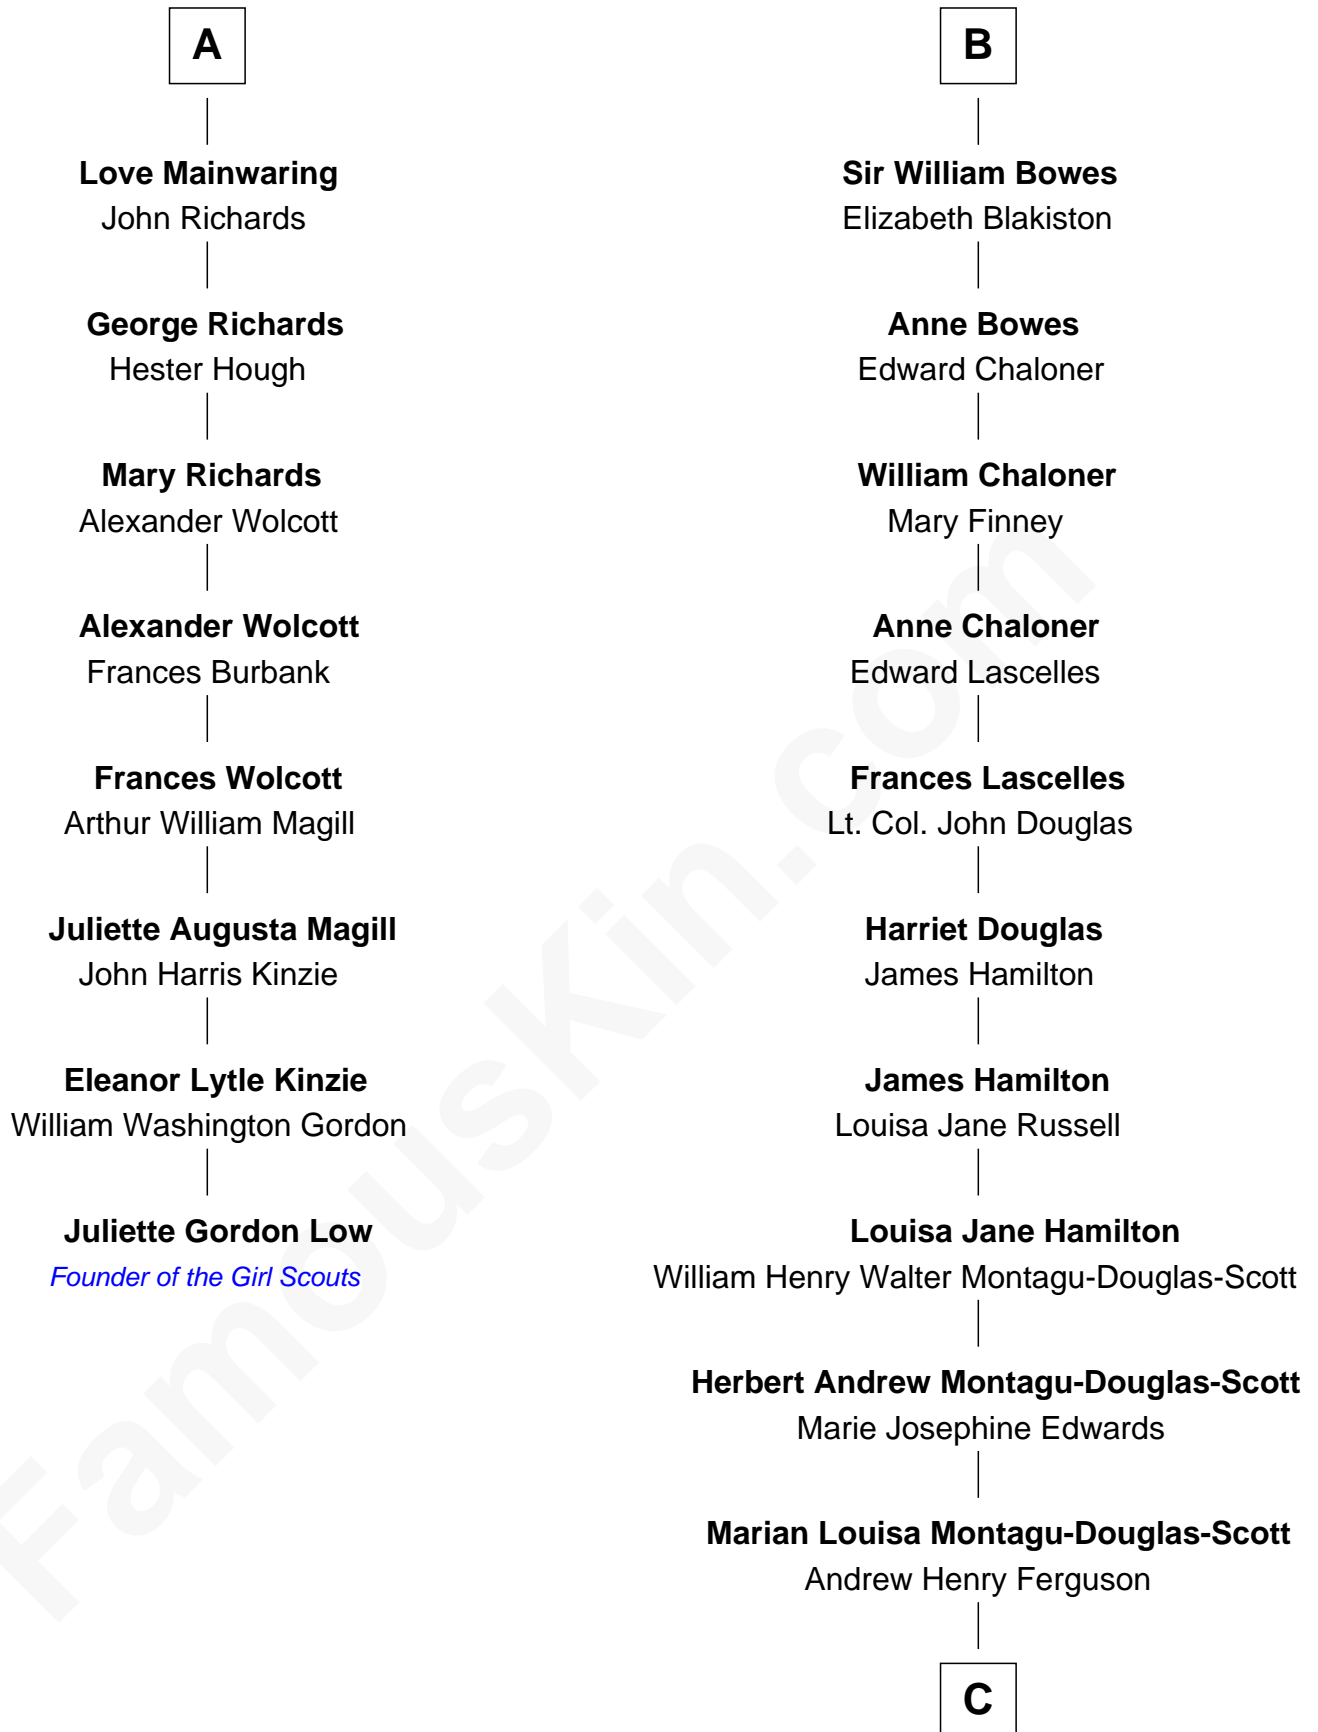 A
Love Mainwaring
John Richards
George Richards
Hester Hough
Mary Richards
Alexander Wolcott
Alexander Wolcott
Frances Burbank
Frances Wolcott
Arthur William Magill
Juliette Augusta Magill
John Harris Kinzie
Eleanor Lytle Kinzie
William Washington Gordon
Juliette Gordon Low
Founder of the Girl Scouts
B
Sir William Bowes
Elizabeth Blakiston
Anne Bowes
Edward Chaloner
William Chaloner
Mary Finney
Anne Chaloner
Edward Lascelles
Frances Lascelles
Lt. Col. John Douglas
Harriet Douglas
James Hamilton
James Hamilton
Louisa Jane Russell
Louisa Jane Hamilton
William Henry Walter Montagu-Douglas-Scott
Herbert Andrew Montagu-Douglas-Scott
Marie Josephine Edwards
Marian Louisa Montagu-Douglas-Scott
Andrew Henry Ferguson
C
FamousKin.com